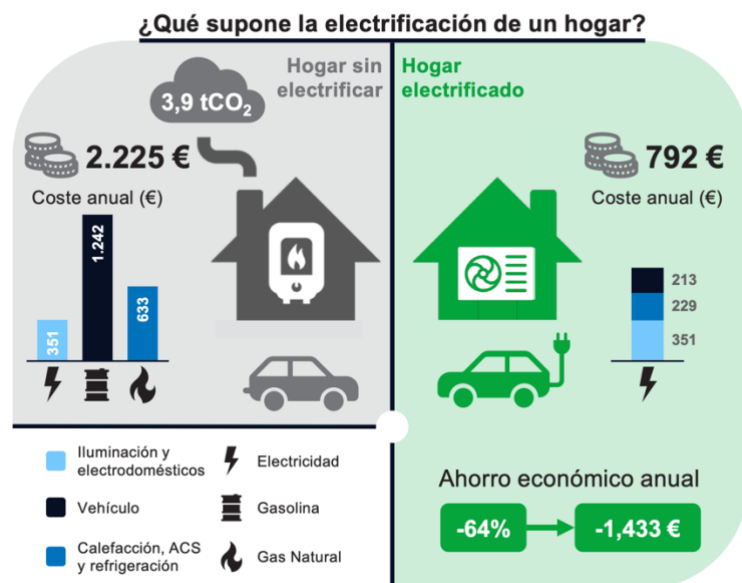 ¿Qué supone la electrificación de un hogar?
Hogar sin
electrificar
3,9 tCO₂
2.225 €
Coste anual (€)
351
1.242
633
Hogar
electrificado
792 €
Coste anual (€)
213
229
351
Iluminación y
electrodomésticos
Electricidad
Vehículo
Gasolina
Calefacción, ACS
y refrigeración
Gas Natural
Ahorro económico anual
-64%
-1,433 €